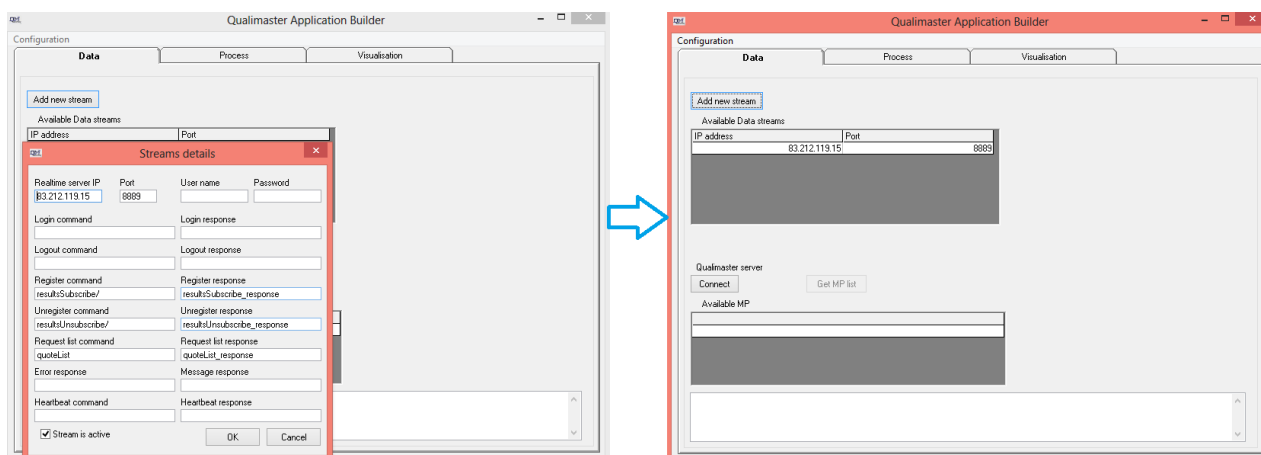 QM Qualimaster Application Builder
Configuration
Data Process Visualisation
Add new stream
Available Data streams
IP address Port
QM Streams details
Realtime server IP Port User name Password
83.212.119.15 8889
Login command Login response
Logout command Logout response
Register command Register response
resultsSubscribe/ resultsSubscribe_response
Unregister command Unregister response
resultsUnsubscribe/ resultsUnsubscribe_response
Request list command Request list response
quoteList quoteList_response
Error response Message response
Heartbeat command Heartbeat response
Stream is active OK Cancel
QM Qualimaster Application Builder
Configuration
Data Process Visualisation
Add new stream
Available Data streams
IP address Port
83.212.119.15 8889
Qualimaster server
Connect Get MP list
Available MP